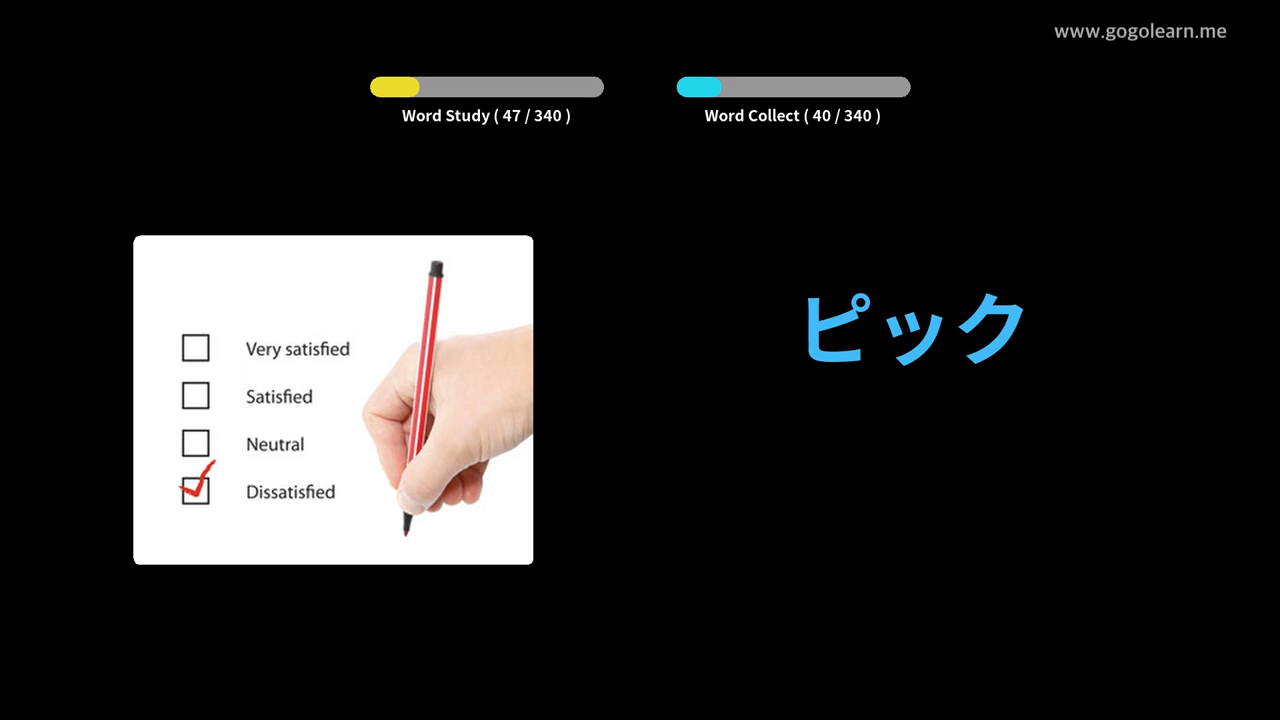 www.gogolearn.me
Word Study ( 47 / 340 )
Word Collect ( 40 / 340 )
Very satisfied
Satisfied
Neutral
Dissatisfied
ピック